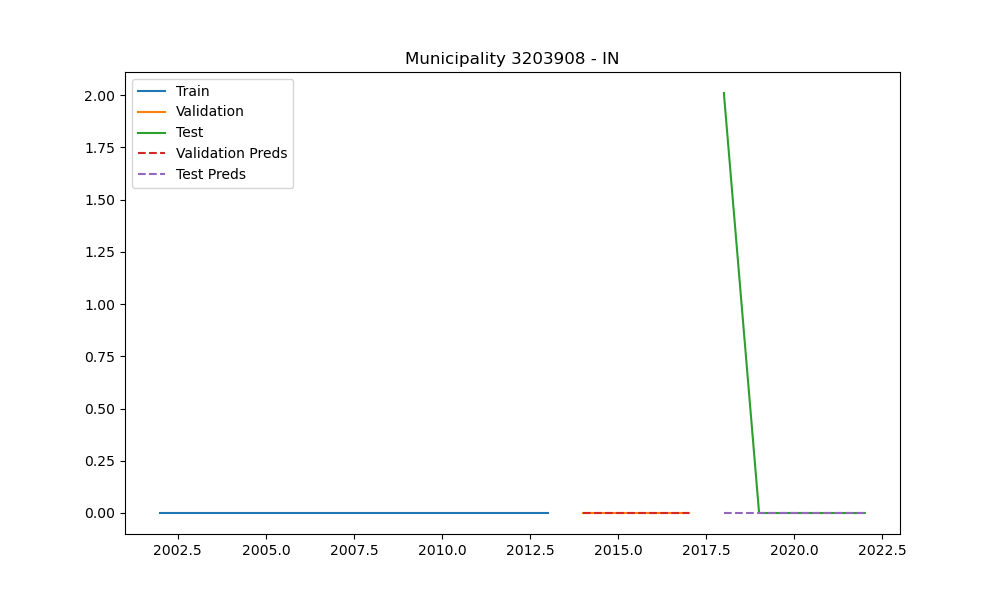 Municipality 3203908 - IN
Train
Validation
Test
Validation Preds
Test Preds
2.00
1.75
1.50
1.25
1.00
0.75
0.50
0.25
0.00
2002.5 2005.0 2007.5 2010.0 2012.5 2015.0 2017.5 2020.0 2022.5